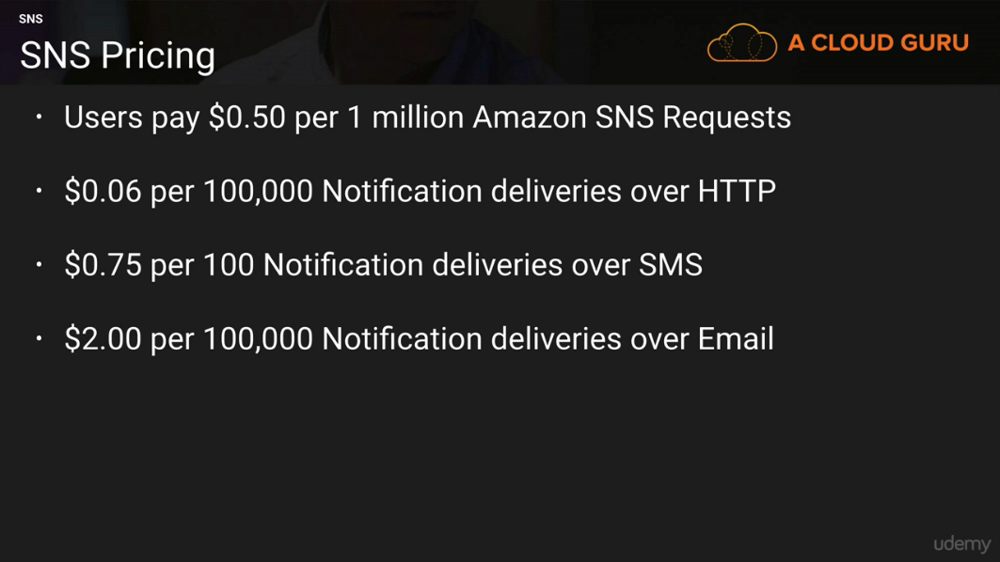 SNS
SNS Pricing
A CLOUD GURU
• Users pay $0.50 per 1 million Amazon SNS Requests
• $0.06 per 100,000 Notification deliveries over HTTP
• $0.75 per 100 Notification deliveries over SMS
• $2.00 per 100,000 Notification deliveries over Email
udemy